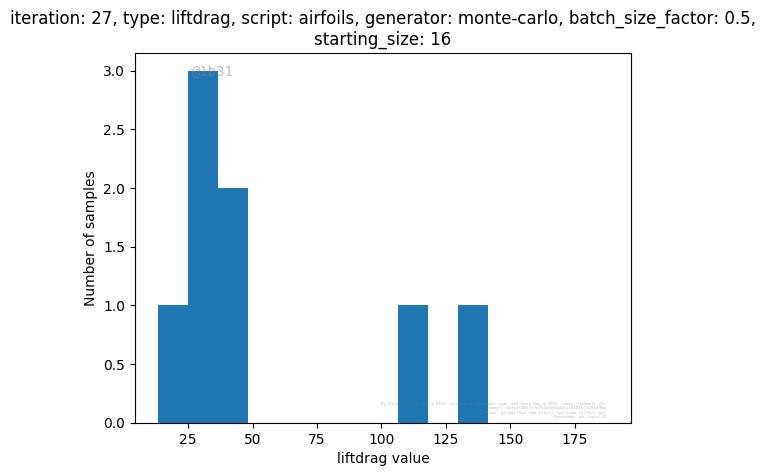 iteration: 27, type: liftdrag, script: airfoils, generator: monte-carlo, batch_size_factor: 0.5,
starting_size: 16
@1h31
3.0
2.5
2.0
1.5
1.0
0.5
0.0
Number of samples
25 50 75 100 125 150 175
liftdrag value